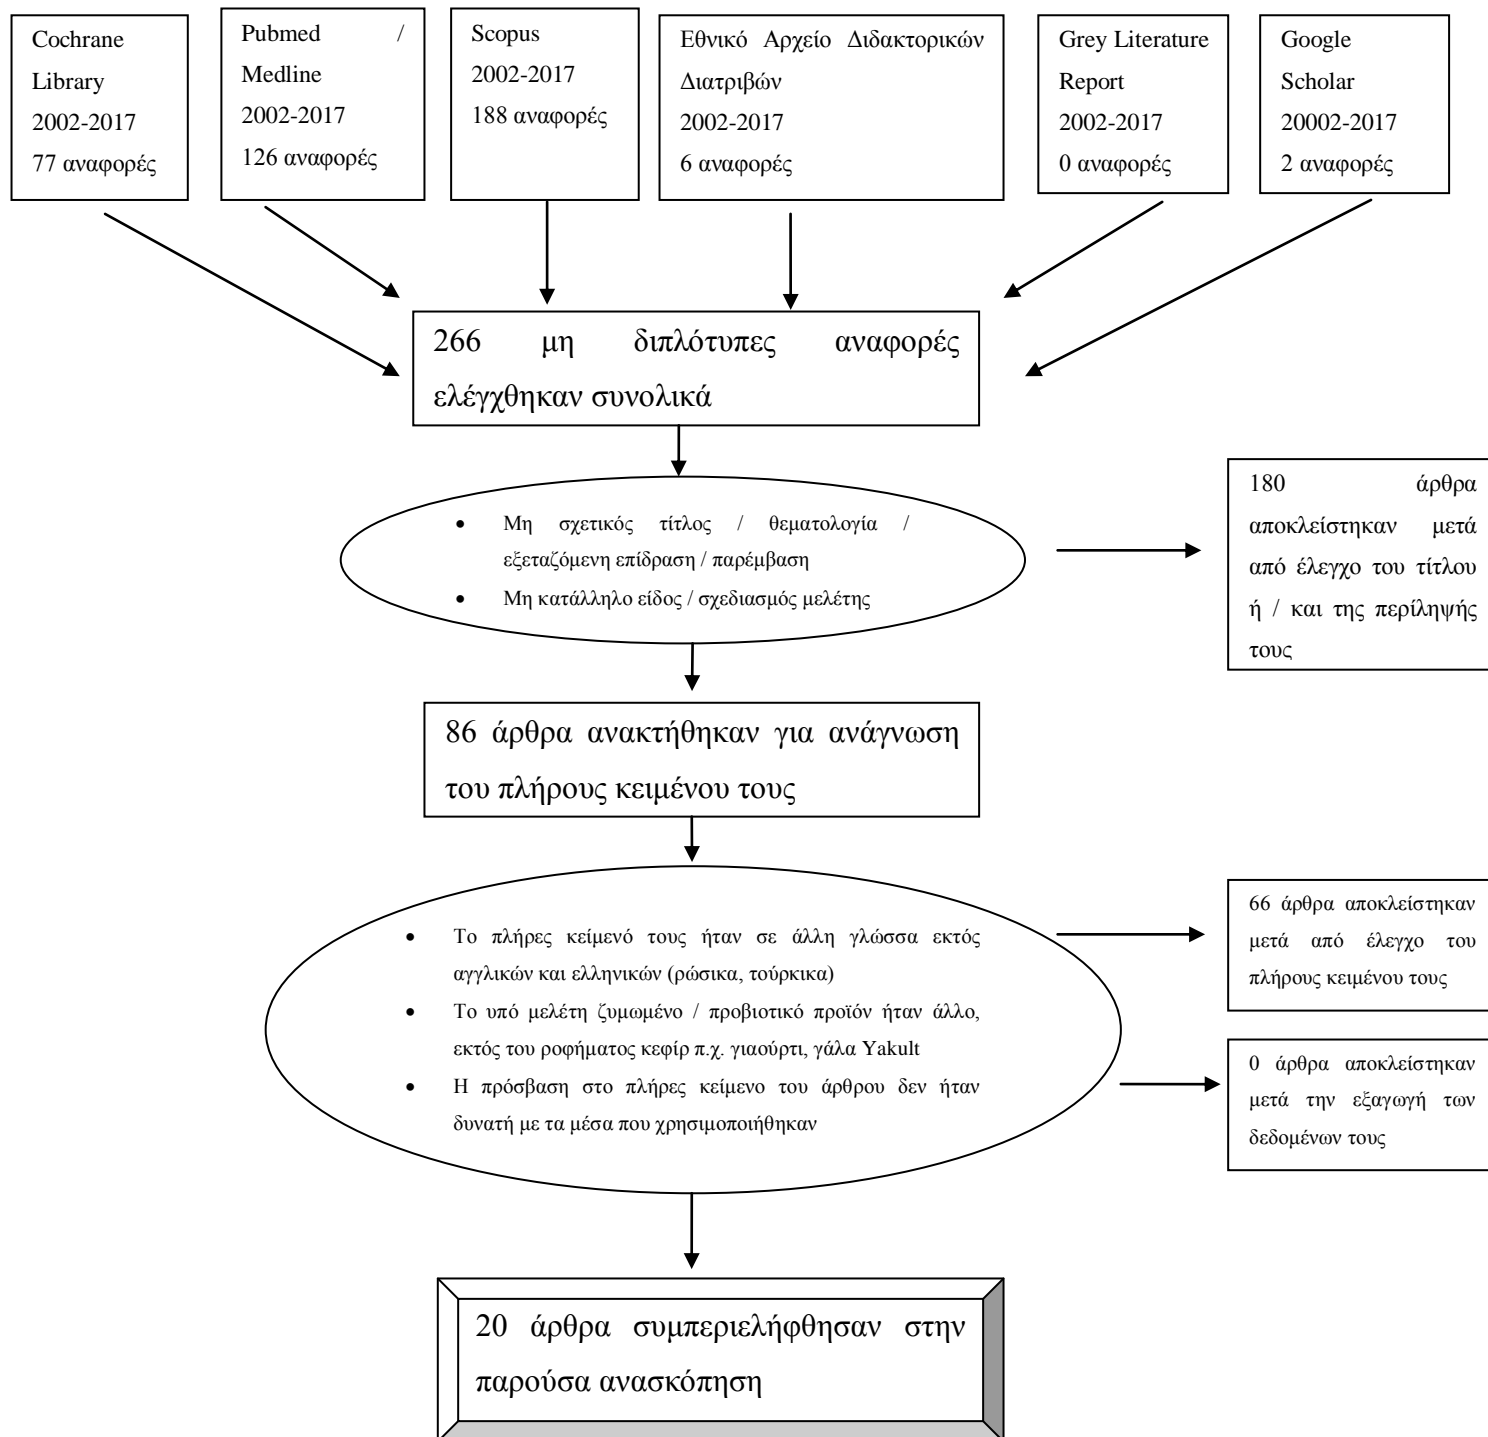 Cochrane
Library
2002-2017
77 αναφορές
Pubmed /
Medline
2002-2017
126 αναφορές
Scopus
2002-2017
188 αναφορές
Εθνικό Αρχείο Διδακτορικών
Διατριβών
2002-2017
6 αναφορές
Grey Literature
Report
2002-2017
0 αναφορές
Google
Scholar
20002-2017
2 αναφορές
266 μη διπλότυπες αναφορές
ελέγχθηκαν συνολικά
• Μη σχετικός τίτλος / θεματολογία /
εξεταζόμενη επίδραση / παρέμβαση
• Μη κατάλληλο είδος / σχεδιασμός μελέτης
180 άρθρα
αποκλείστηκαν μετά
από έλεγχο του τίτλου
ή / και της περίληψής
τους
86 άρθρα ανακτήθηκαν για ανάγνωση
του πλήρους κειμένου τους
• Το πλήρες κείμενό τους ήταν σε άλλη γλώσσα εκτός
αγγλικών και ελληνικών (ρώσικα, τούρκικα)
• Το υπό μελέτη ζυμωμένο / προβιοτικό προϊόν ήταν άλλο,
εκτός του ροφήματος κεφίρ π.χ. γιαούρτι, γάλα Yakult
• Η πρόσβαση στο πλήρες κείμενο του άρθρου δεν ήταν
δυνατή με τα μέσα που χρησιμοποιήθηκαν
66 άρθρα αποκλείστηκαν
μετά από έλεγχο του
πλήρους κειμένου τους
0 άρθρα αποκλείστηκαν
μετά την εξαγωγή των
δεδομένων τους
20 άρθρα συμπεριελήφθησαν στην
παρούσα ανασκόπηση